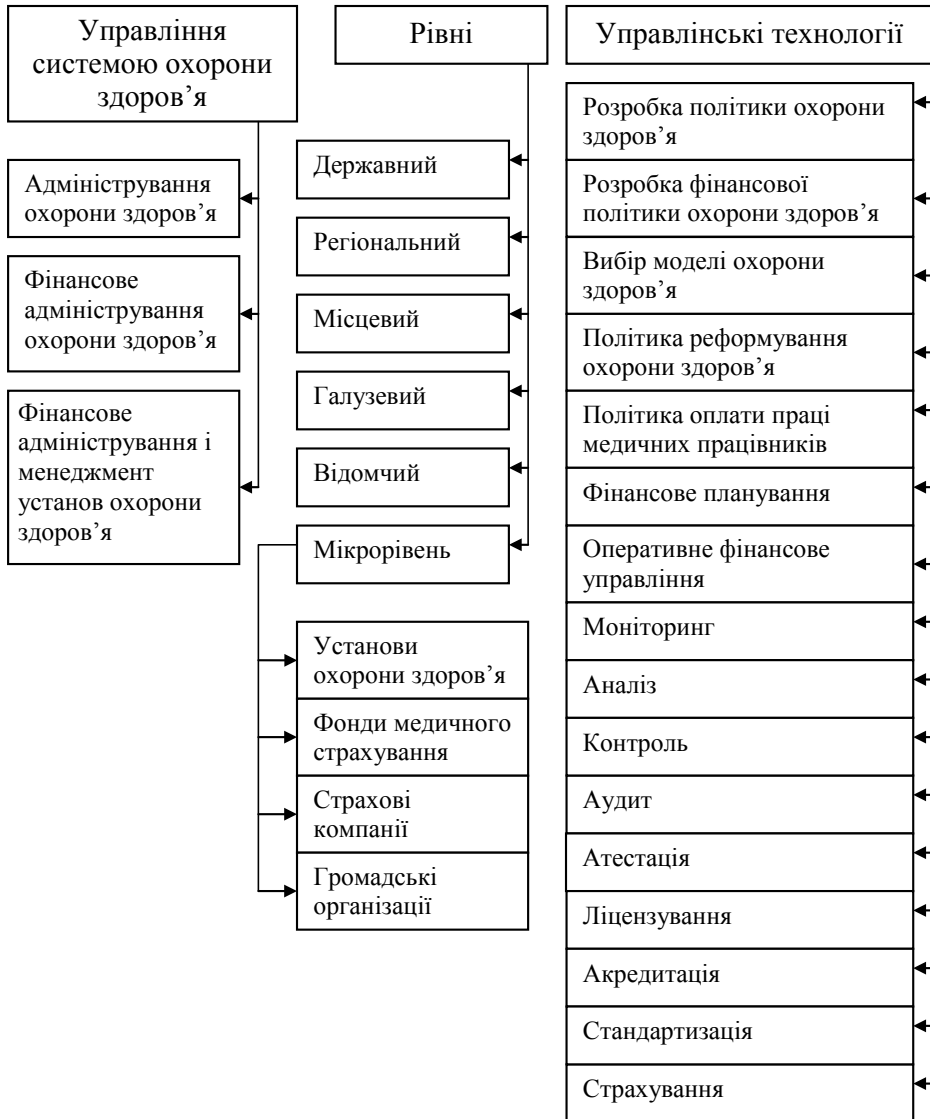 Управління
системою охорони
здоров’я
Адміністрування
охорони здоров’я
Фінансове
адміністрування
охорони здоров’я
Фінансове
адміністрування і
менеджмент
установ охорони
здоров’я
Рівні
Державний
Регіональний
Місцевий
Галузевий
Відомчий
Мікрорівень
Установи
охорони здоров’я
Фонди медичного
страхування
Страхові
компанії
Громадські
організації
Управлінські технології
Розробка політики охорони
здоров’я
Розробка фінансової
політики охорони здоров’я
Вибір моделі охорони
здоров’я
Політика реформування
охорони здоров’я
Політика оплати праці
медичних працівників
Фінансове планування
Оперативне фінансове
управління
Моніторинг
Аналіз
Контроль
Аудит
Атестація
Ліцензування
Акредитація
Стандартизація
Страхування